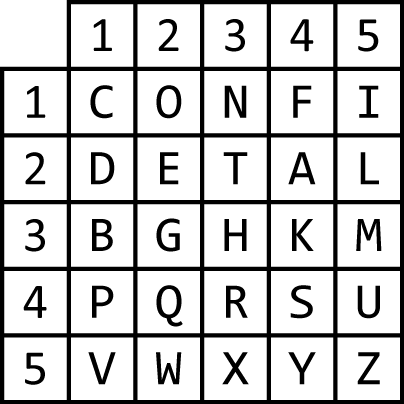 1 2 3 4 5
1 C O N F I
2 D E T A L
3 B G H K M
4 P Q R S U
5 V W X Y Z